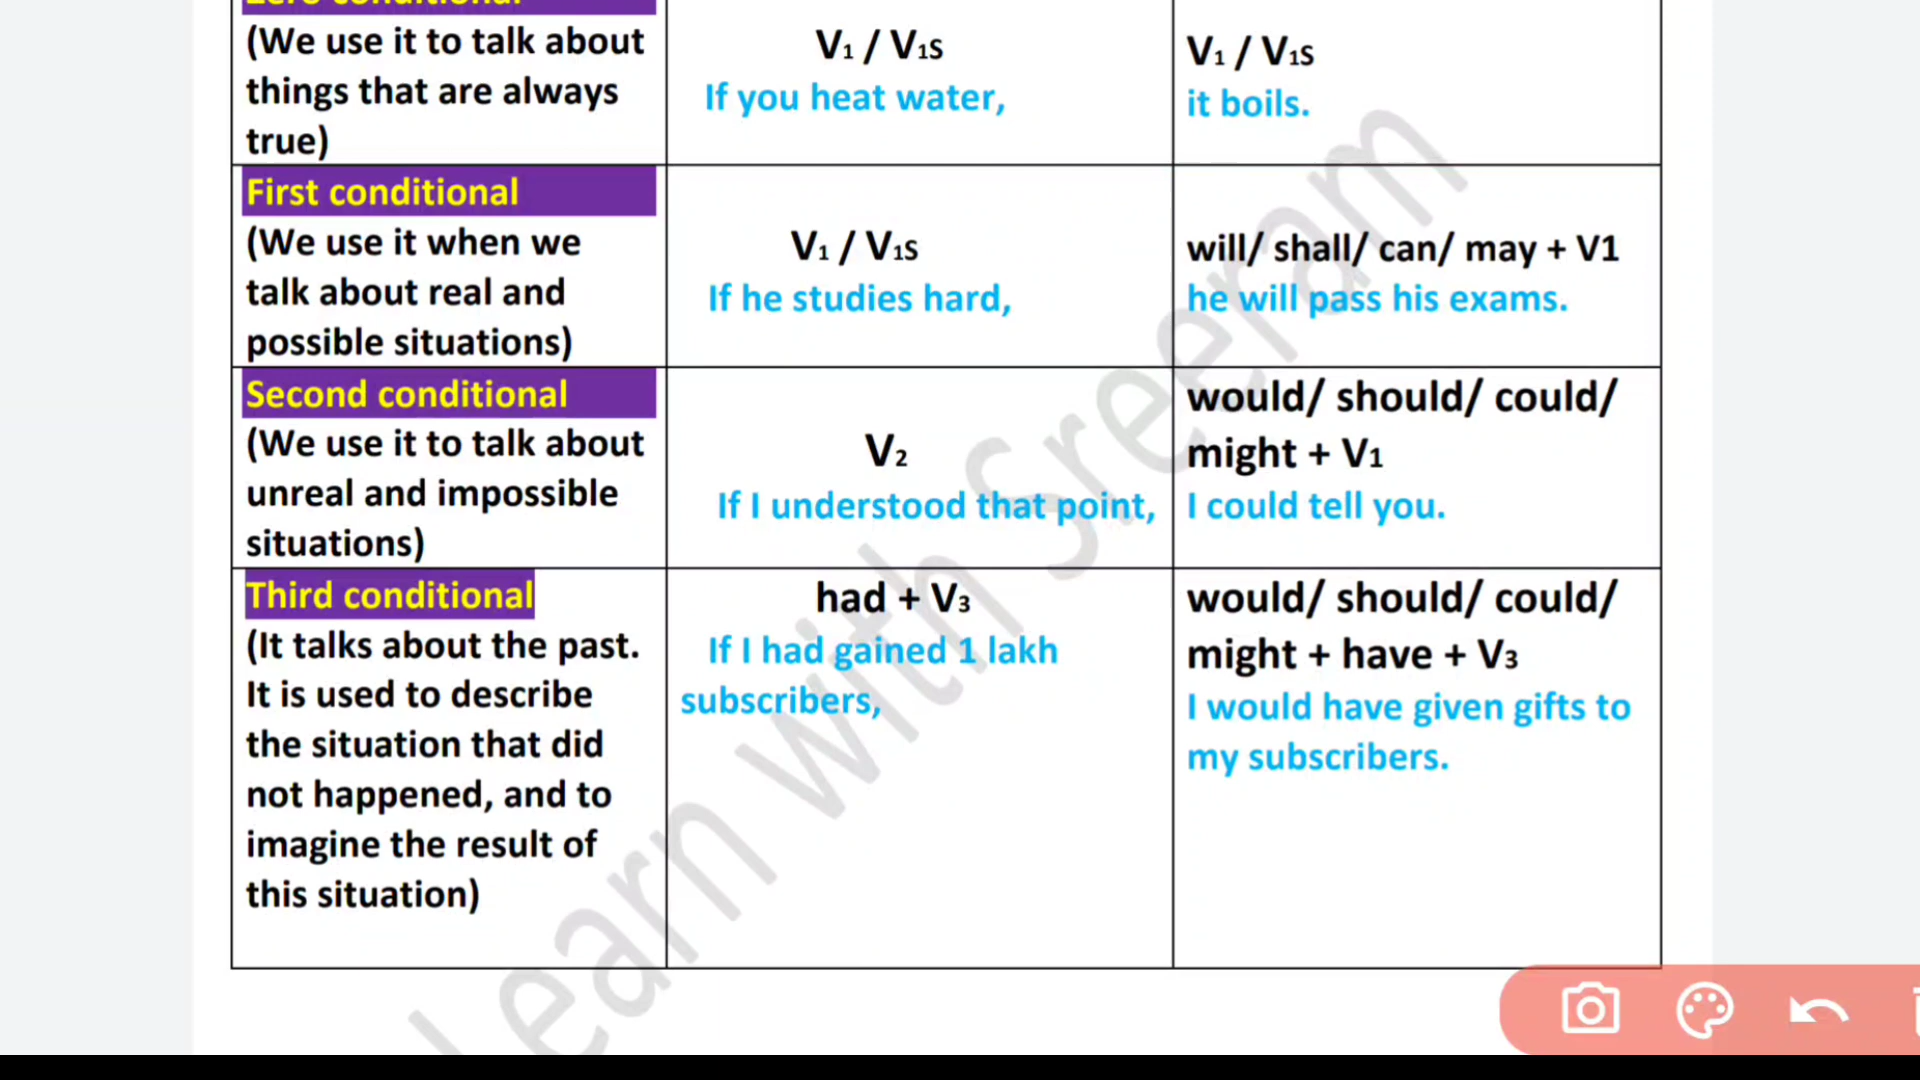 Zero conditional
(We use it to talk about
things that are always
true)
V1 / V1s
If you heat water,
V1 / V1s
it boils.
First conditional
(We use it when we
talk about real and
possible situations)
V1 / V1s
If he studies hard,
will/ shall/ can/ may + V1
he will pass his exams.
Second conditional
(We use it to talk about
unreal and impossible
situations)
V2
If I understood that point,
would/ should/ could/
might + V1
I could tell you.
Third conditional
(It talks about the past.
It is used to describe
the situation that did
not happened, and to
imagine the result of
this situation)
had + V3
If I had gained 1 lakh
subscribers,
would/ should/ could/
might + have + V3
I would have given gifts to
my subscribers.
Learn with Sreeram